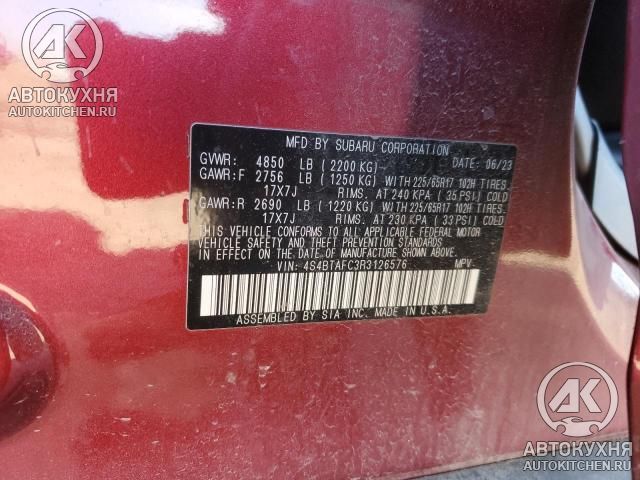 AK
АВТОКУХНЯ
AUTOKITCHEN.RU
MFD BY SUBARU CORPORATION
GVWR: 4850 LB ( 2200 KG) DATE: 06/23
GAWR:F 2756 LB ( 1250 KG) WITH 225/65R17 102H TIRES
17X7J RIMS. AT 240 KPA ( 35 PSI) COLD
GAWR:R 2690 LB ( 1220 KG) WITH 225/65R17 102H TIRES.
17X7J RIMS. AT 230 KPA ( 33 PSI) COLD
THIS VEHICLE CONFORMS TO ALL APPLICABLE FEDERAL MOTOR
VEHICLE SAFETY AND THEFT PREVENTION STANDARDS IN
EFFECT ON THE DATE OF MANUFACTURE SHOWN ABOVE.
VIN: 4S4BTAFC3R3126576 MPV
ASSEMBLED BY SIA INC. MADE IN U.S.A.
AK
АВТОКУХНЯ
AUTOKITCHEN.RU